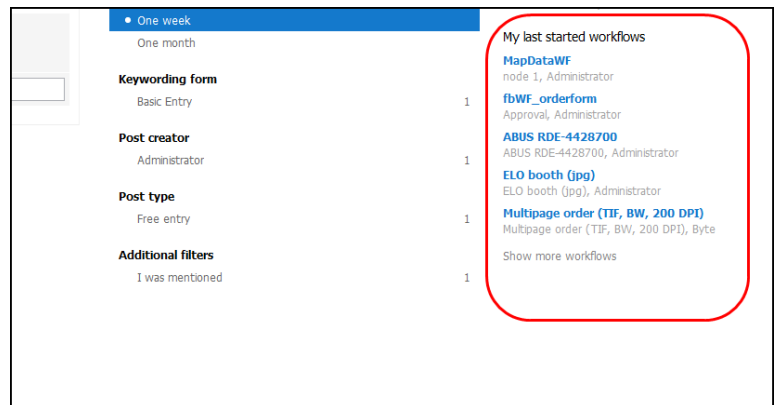 One week
One month
Keywording form
Basic Entry 1
Post creator
Administrator 1
Post type
Free entry 1
Additional filters
I was mentioned 1
My last started workflows
MapDataWF
node 1, Administrator
fbWF_orderform
Approval, Administrator
ABUS RDE-4428700
ABUS RDE-4428700, Administrator
ELO booth (jpg)
ELO booth (jpg), Administrator
Multipage order (TIF, BW, 200 DPI)
Multipage order (TIF, BW, 200 DPI), Byte
Show more workflows